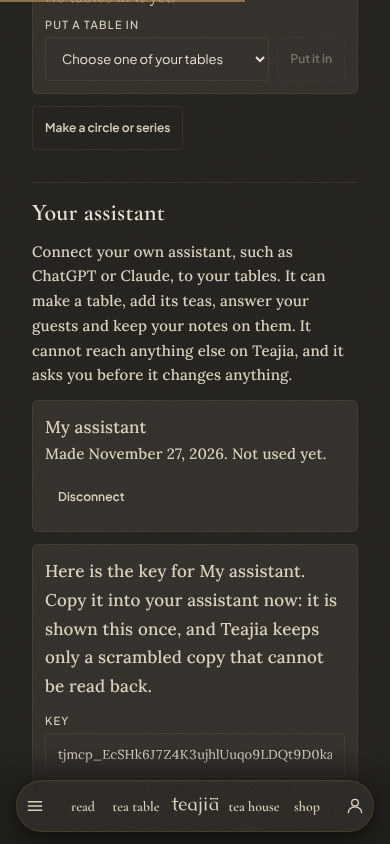 PUT A TABLE IN
Choose one of your tables
Put it in
Make a circle or series
Your assistant
Connect your own assistant, such as
ChatGPT or Claude, to your tables. It can
make a table, add its teas, answer your
guests and keep your notes on them. It
cannot reach anything else on Teajia, and it
asks you before it changes anything.
My assistant
Made November 27, 2026. Not used yet.
Disconnect
Here is the key for My assistant.
Copy it into your assistant now: it is
shown this once, and Teajia keeps
only a scrambled copy that cannot
be read back.
KEY
tjmcp_EcSHk6J7Z4K3ujhlUuqo9LDQt9D0ka
read
tea table
teajia
tea house
shop